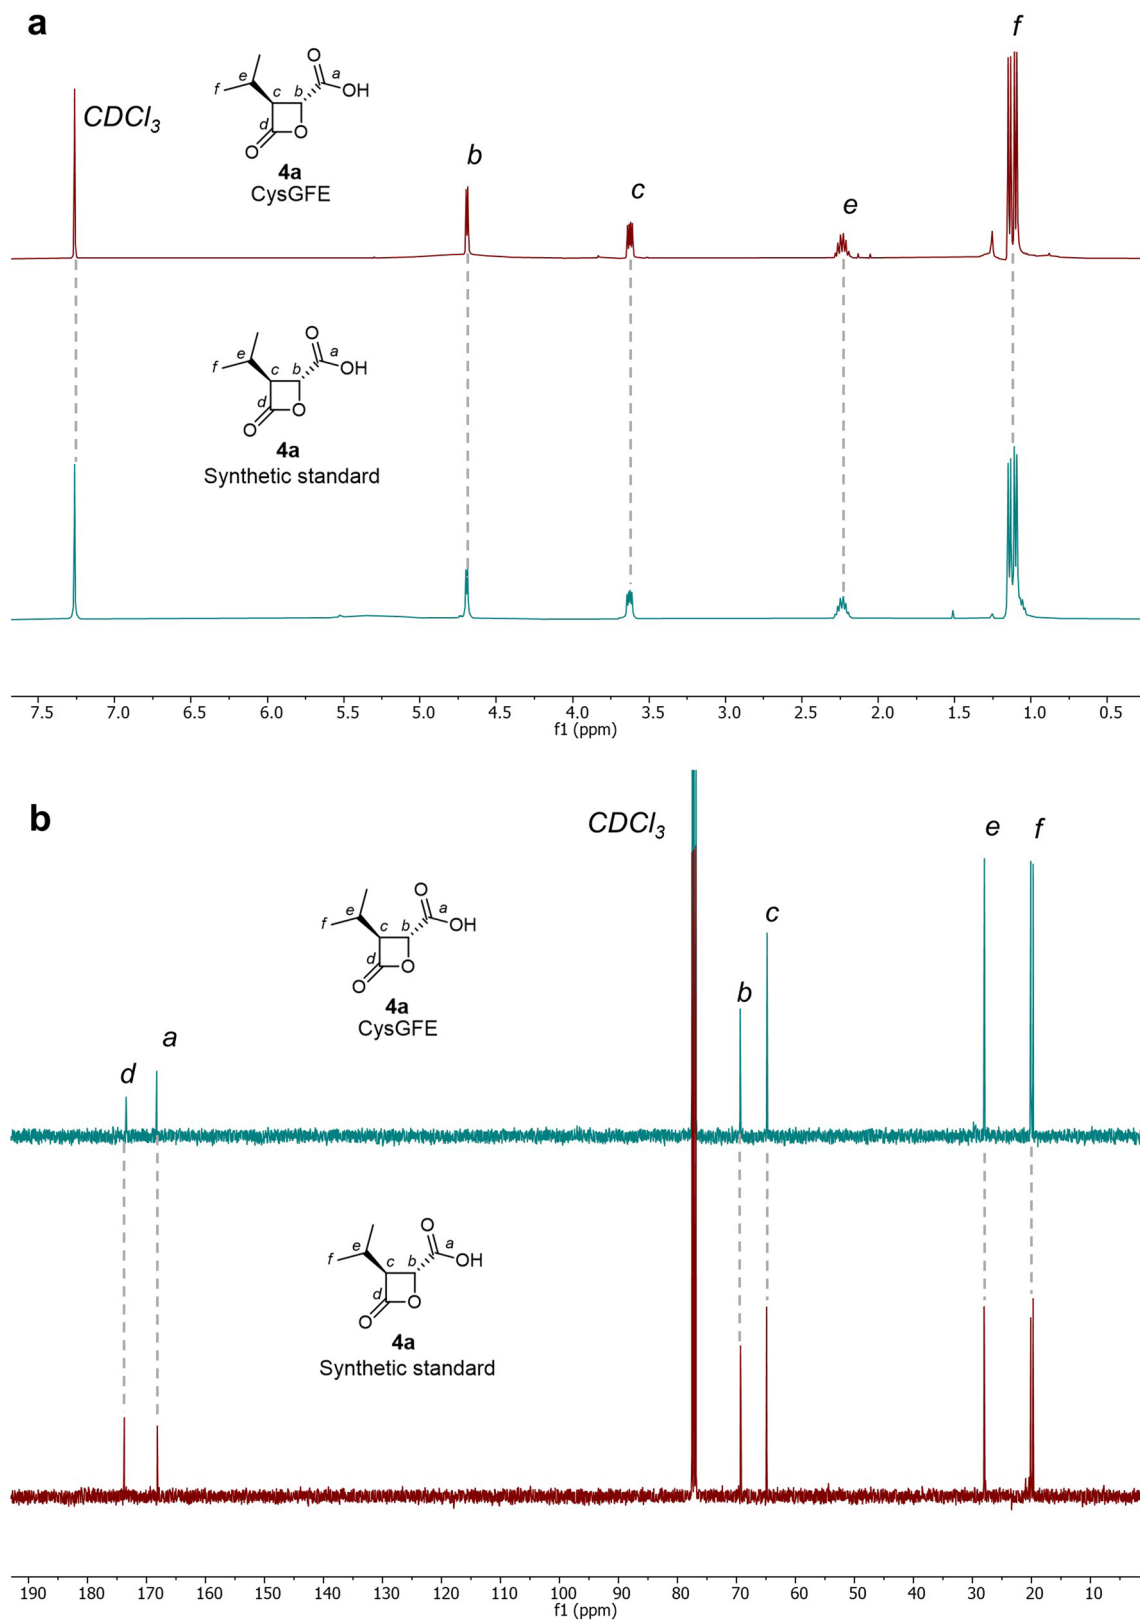 a
f
CDCl3
O
a
OH
e
f
c
b
d
O
O
4a
CysGFE
b
c
e
O
a
OH
e
f
c
b
d
O
O
4a
Synthetic standard
7.5 7.0 6.5 6.0 5.5 5.0 4.5 4.0 3.5 3.0 2.5 2.0 1.5 1.0 0.5
f1 (ppm)
b
CDCl3
e
f
O
a
OH
e
f
c
b
d
O
O
4a
CysGFE
c
b
a
d
O
a
OH
e
f
c
b
d
O
O
4a
Synthetic standard
190 180 170 160 150 140 130 120 110 100 90 80 70 60 50 40 30 20 10
f1 (ppm)